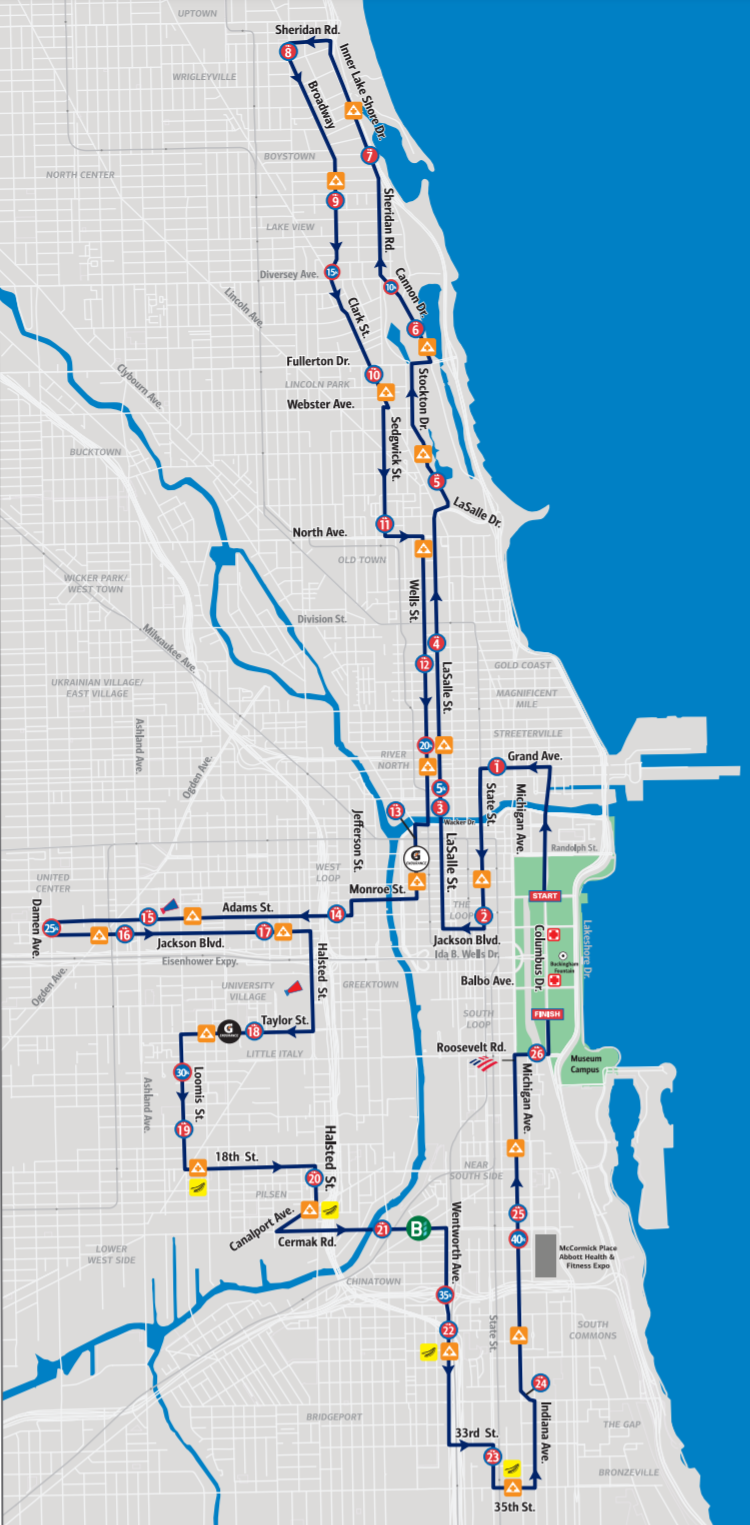 UPTOWN
Sheridan Rd.
8
Inner Lake Shore Dr.
WRIGLEYVILLE
Broadway
7
BOYSTOWN
NORTH CENTER
9
Sheridan Rd.
LAKE VIEW
Diversey Ave.
15K
10K
Cannon Dr.
Lincoln Ave.
Clark St.
6
Fullerton Dr.
10
Clybourn Ave.
LINCOLN PARK
Stockton Dr.
Webster Ave.
Sedgwick St.
BUCKTOWN
5
LaSalle Dr.
11
North Ave.
OLD TOWN
WICKER PARK/
WEST TOWN
Wells St.
Division St.
Milwaukee Ave.
4
12
GOLD COAST
LaSalle St.
UKRAINIAN VILLAGE/
EAST VILLAGE
MAGNIFICENT
MILE
Ashland Ave.
STREETERVILLE
20K
RIVER
NORTH
Grand Ave.
1
Ogden Ave.
State St.
Michigan Ave.
5K
3
13
Wacker Dr.
Jefferson St.
LaSalle St.
Randolph St.
G
WEST
LOOP
UNITED
CENTER
Monroe St.
START
THE
LOOP
Adams St.
15
14
2
Damen Ave.
25K
16
17
Jackson Blvd.
Jackson Blvd.
Columbus Dr.
Lakeshore Dr.
Ida B. Wells Dr.
Eisenhower Expy.
Buckingham
Fountain
Halsted St.
Ogden Ave.
UNIVERSITY
VILLAGE
GREEKTOWN
Balbo Ave.
SOUTH
LOOP
FINISH
Taylor St.
G
18
LITTLE ITALY
Roosevelt Rd.
26
Museum
Campus
30K
Loomis St.
Ashland Ave.
Michigan Ave.
19
Halsted St.
18th St.
NEAR
SOUTH SIDE
20
PILSEN
Canalport Ave.
25
Wentworth Ave.
21
B
Cermak Rd.
40K
LOWER
WEST SIDE
McCormick Place
Abbott Health &
Fitness Expo
CHINATOWN
35K
22
State St.
SOUTH
COMMONS
24
Indiana Ave.
BRIDGEPORT
THE GAP
33rd St.
23
BRONZEVILLE
35th St.